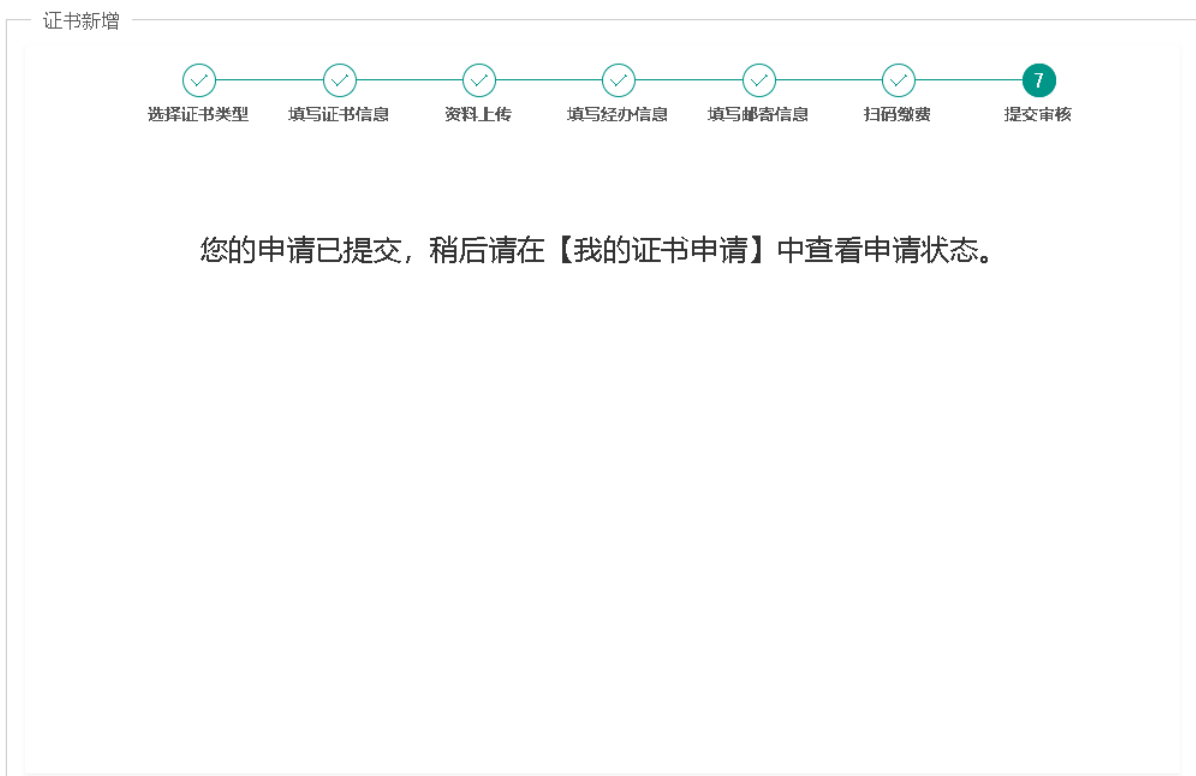 证书新增
7
选择证书类型 填写证书信息 资料上传 填写经办信息 填写邮寄信息 扫码缴费 提交审核
您的申请已提交，稍后请在【我的证书申请】中查看申请状态。